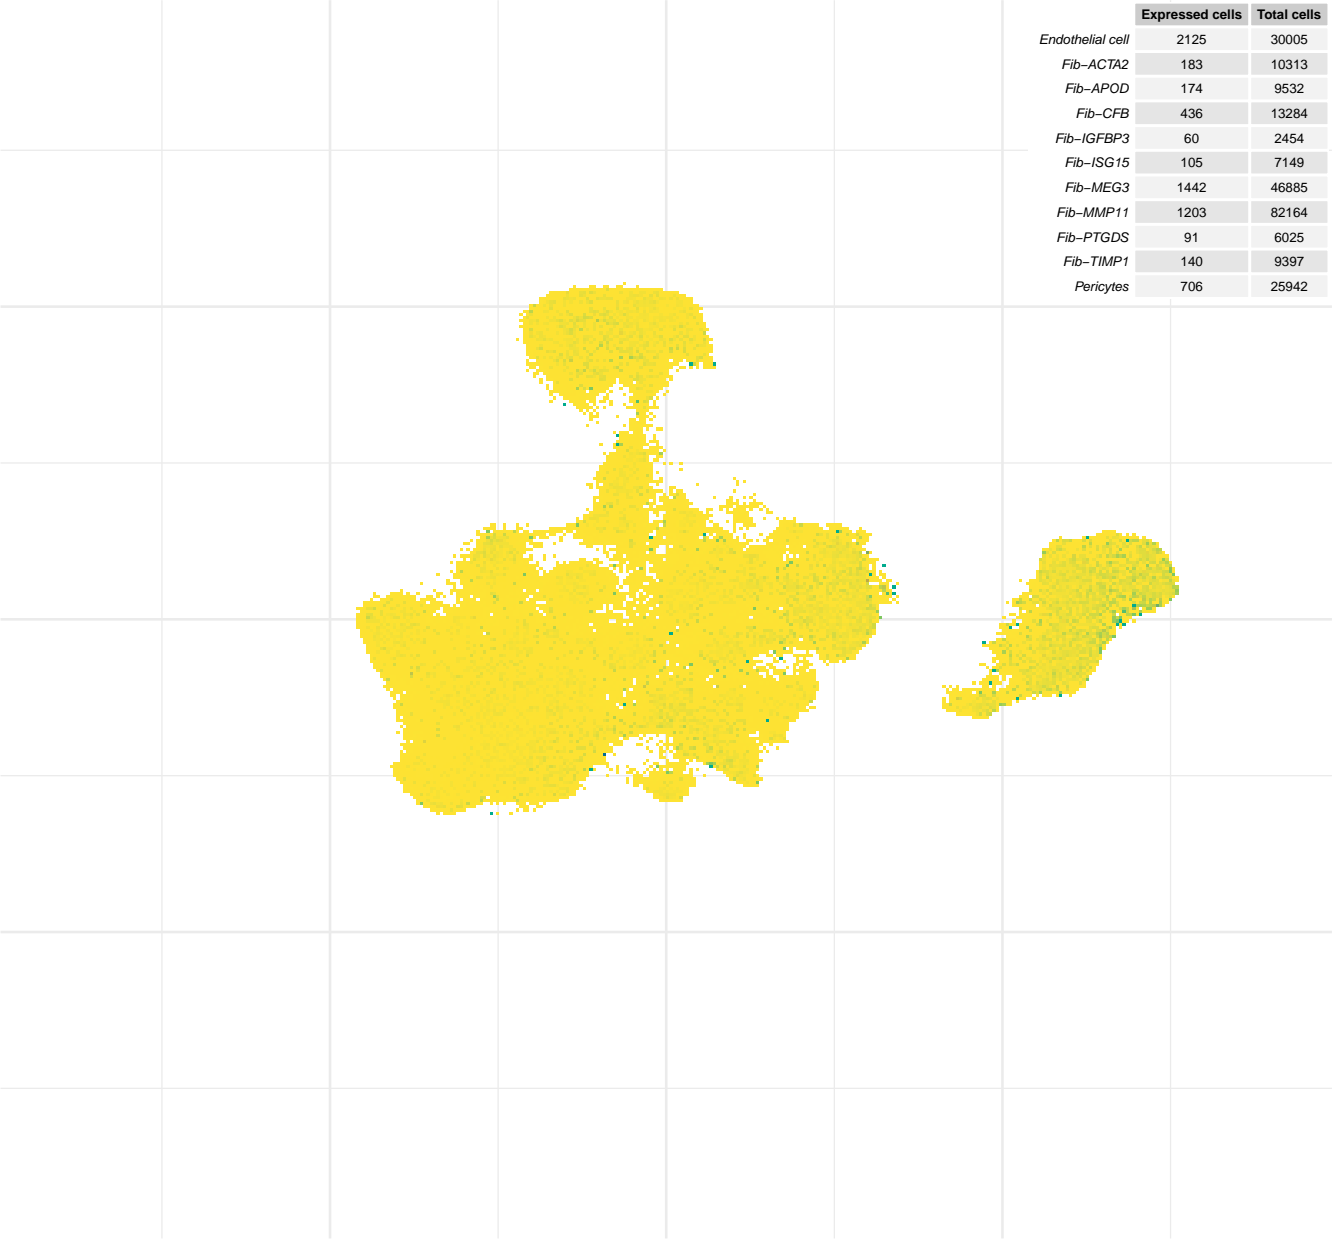 Expressed cells Total cells
Endothelial cell 2125 30005
Fib−ACTA2 183 10313
Fib−APOD 174 9532
Fib−CFB 436 13284
Fib−IGFBP3 60 2454
Fib−ISG15 105 7149
Fib−MEG3 1442 46885
Fib−MMP11 1203 82164
Fib−PTGDS 91 6025
Fib−TIMP1 140 9397
Pericytes 706 25942